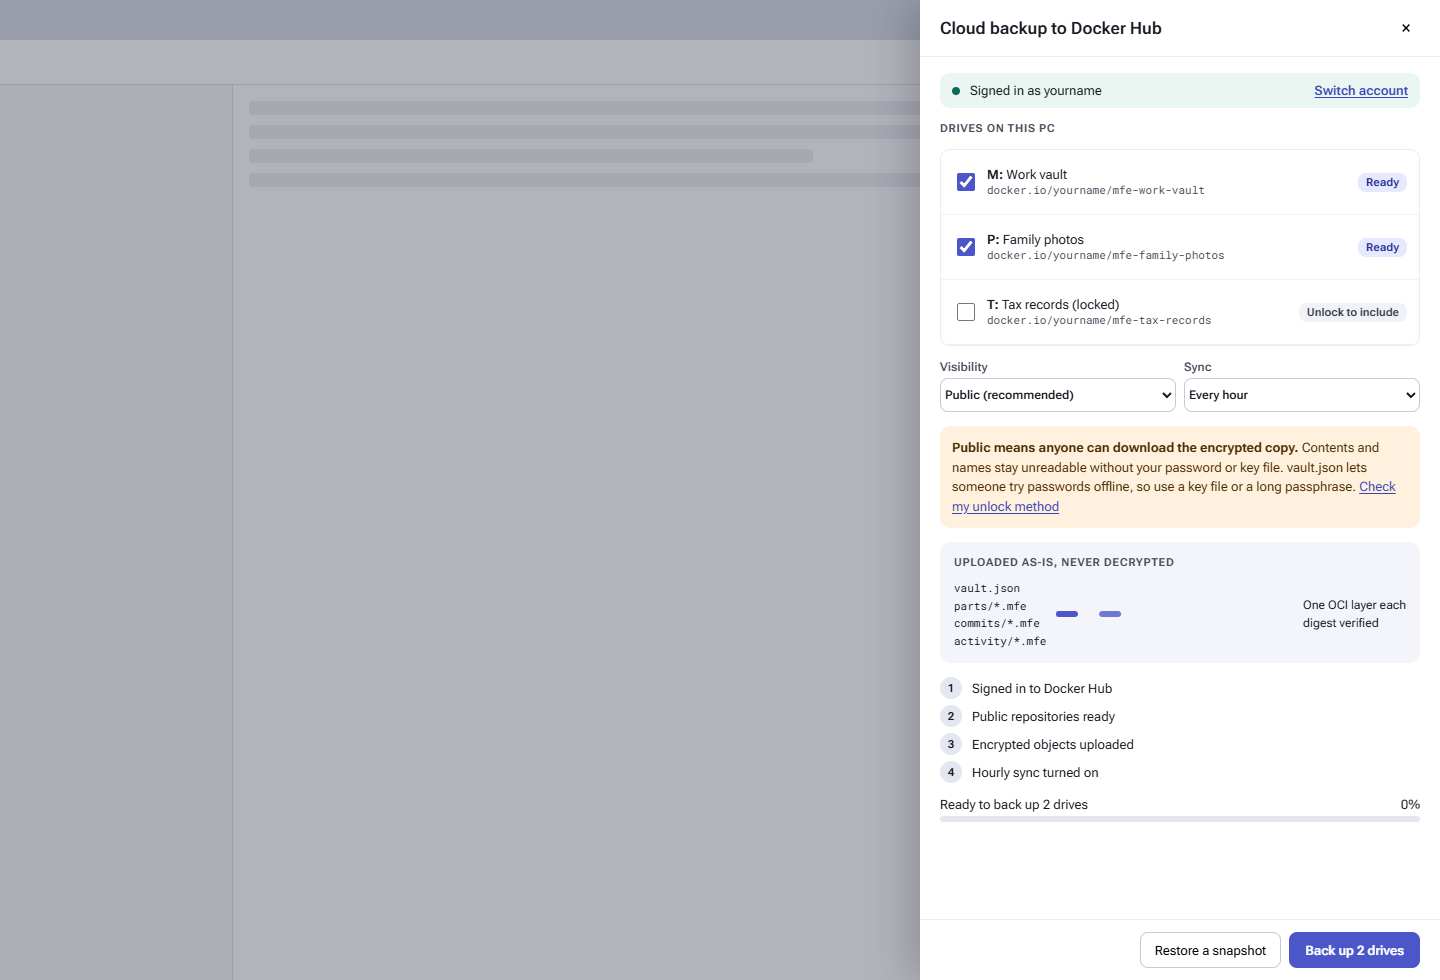 Cloud backup to Docker Hub
×
Signed in as yourname
Switch account
DRIVES ON THIS PC
M: Work vault
docker.io/yourname/mfe-work-vault
Ready
P: Family photos
docker.io/yourname/mfe-family-photos
Ready
T: Tax records (locked)
docker.io/yourname/mfe-tax-records
Unlock to include
Visibility
Sync
Public (recommended)
Every hour
Public means anyone can download the encrypted copy. Contents and
names stay unreadable without your password or key file. vault.json lets
someone try passwords offline, so use a key file or a long passphrase. Check
my unlock method
UPLOADED AS-IS, NEVER DECRYPTED
vault.json
parts/*.mfe
commits/*.mfe
activity/*.mfe
One OCI layer each
digest verified
1 Signed in to Docker Hub
2 Public repositories ready
3 Encrypted objects uploaded
4 Hourly sync turned on
Ready to back up 2 drives
0%
Restore a snapshot
Back up 2 drives